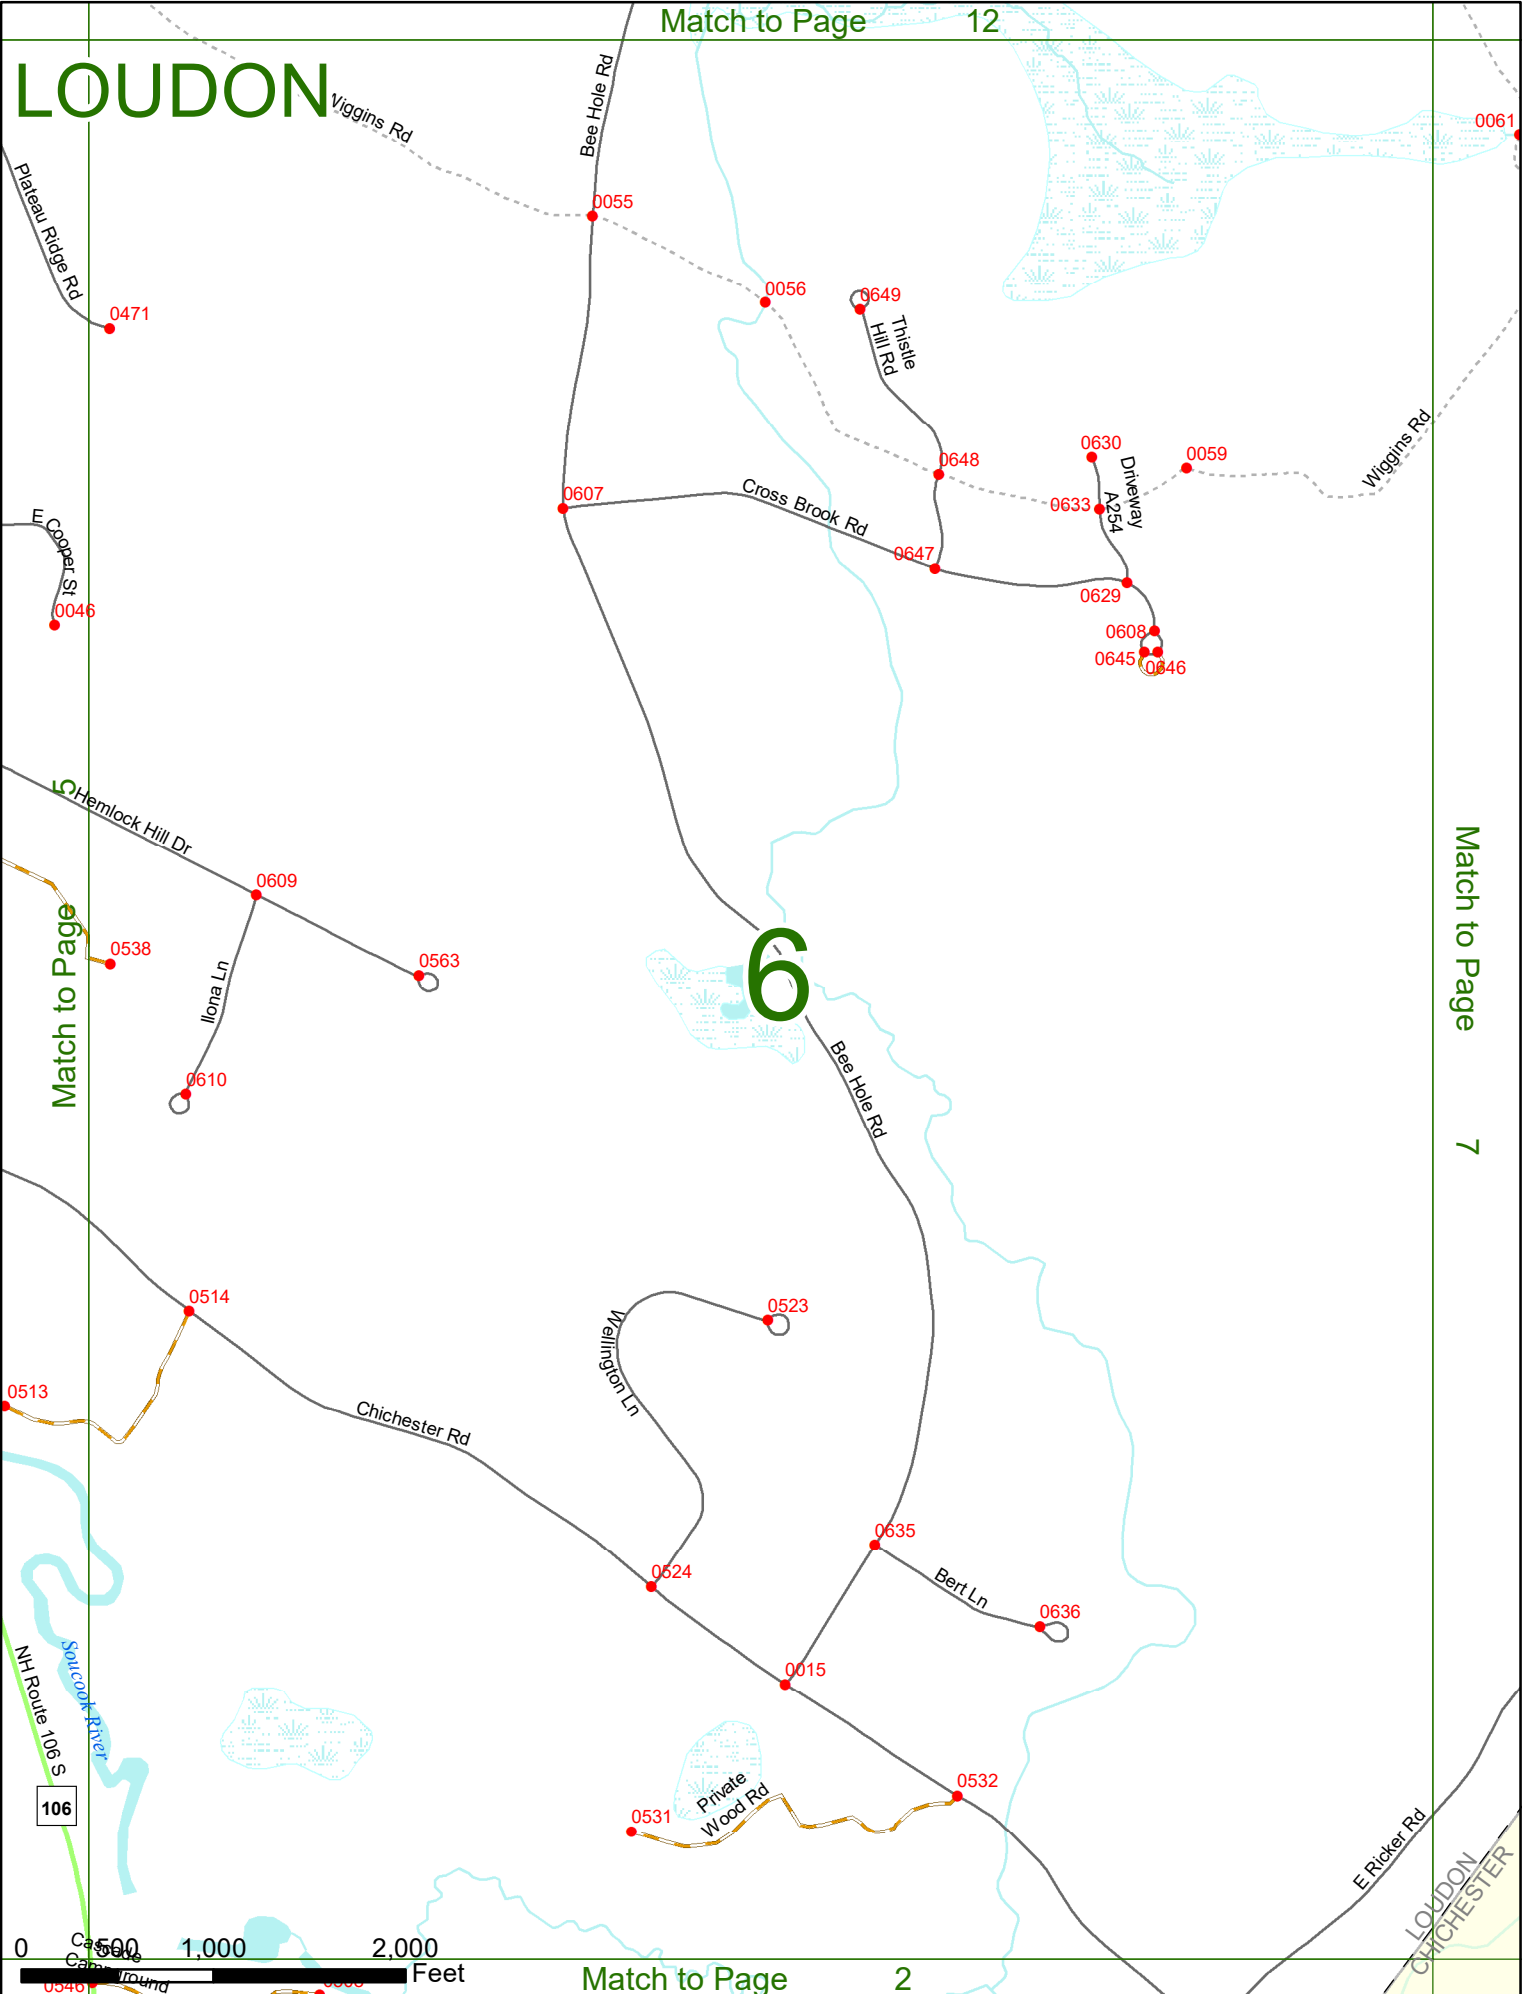 Match to Page 12
LOUDON
Wiggins Rd
Bee Hole Rd
0061
Plateau Ridge Rd
0055
0056
0649
Thistle
Hill Rd
0471
Wiggins Rd
0630
0059
0648
Driveway
A254
0633
0607
Cross Brook Rd
0647
E Cooper St
0046
0629
0608
0645
0646
Match to Page 5
Hemlock Hill Dr
0609
0538
0563
Ilona Ln
0610
6
Match to Page 7
Bee Hole Rd
0514
0523
Wellington Ln
0513
Chichester Rd
0635
0524
Bert Ln
0636
0015
Soucook River
NH Route 106 S
106
0532
Private
Wood Rd
0531
E Ricker Rd
LOUDON
CHICHESTER
0 500 1,000 2,000
Feet
Cascade
Campground
0546
Match to Page 2